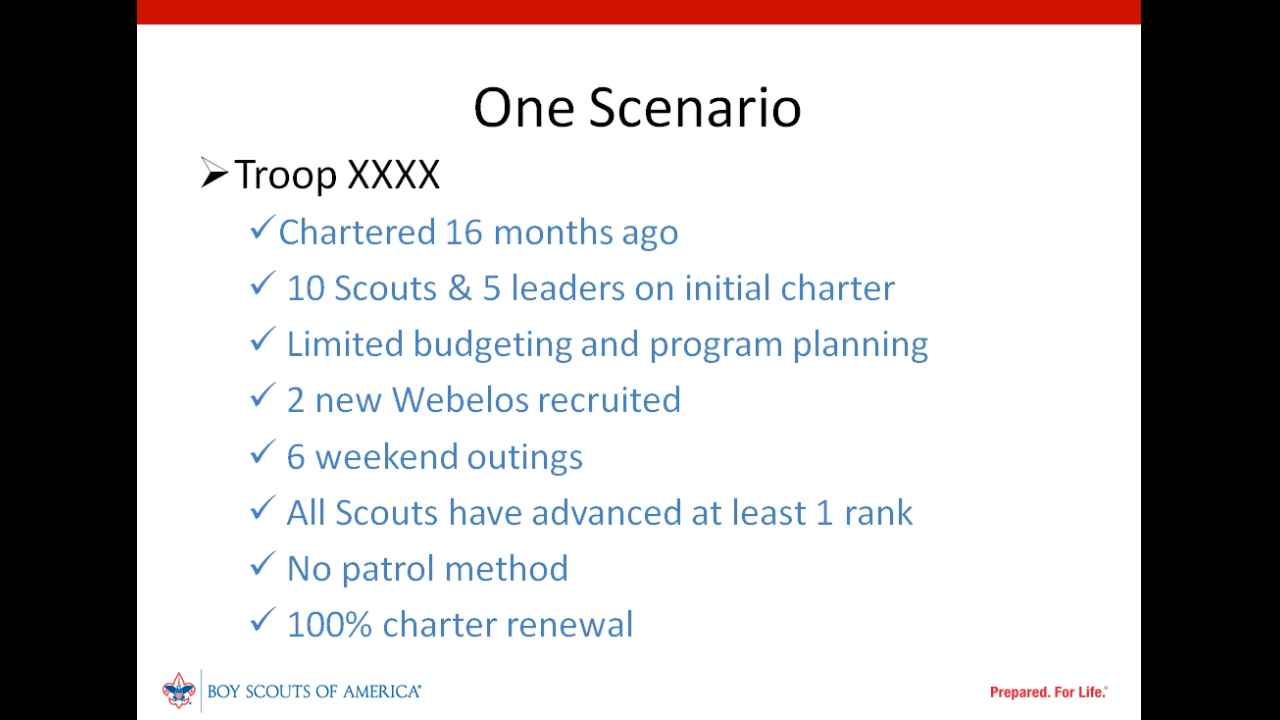 One Scenario
Troop XXXX
Chartered 16 months ago
10 Scouts & 5 leaders on initial charter
Limited budgeting and program planning
2 new Webelos recruited
6 weekend outings
All Scouts have advanced at least 1 rank
No patrol method
100% charter renewal
BOY SCOUTS OF AMERICA®
Prepared. For Life.®